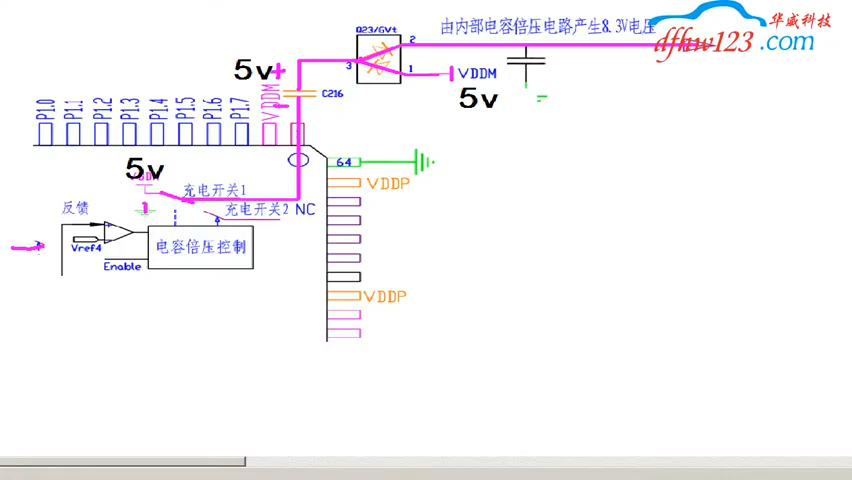 华威科技
dfhw123.com
由内部电容倍压电路产生8.3V电压
Q23/6Vt
2
3
1
VDDM
5v
5v+
C216
P1.0
P1.1
P1.2
P1.3
P1.4
P1.5
P1.6
P1.7
VDDM
64
5v
VDDP
充电开关1
充电开关2
NC
反馈
Vref4
电容倍压控制
Enable
VDDP